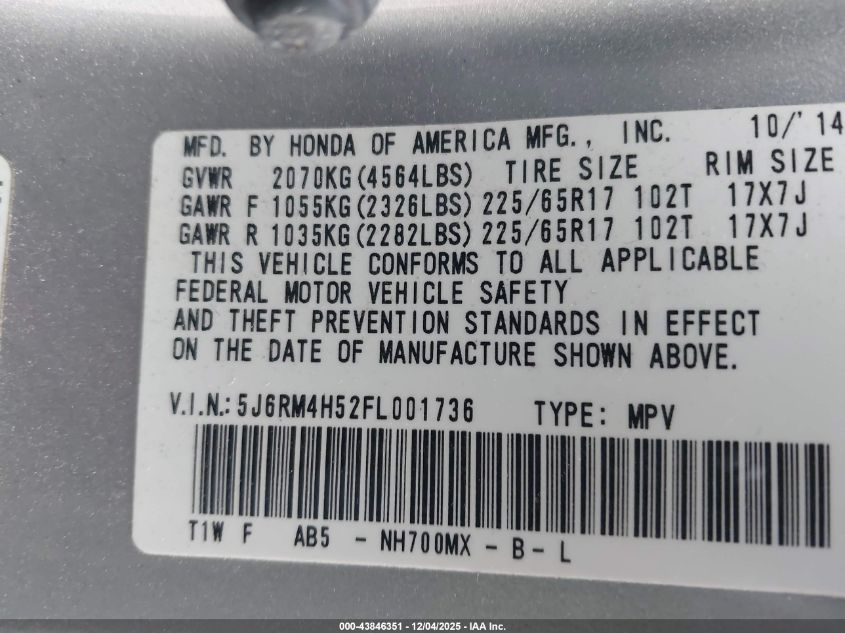 MFD. BY HONDA OF AMERICA MFG., INC. 10/'14
GVWR 2070KG(4564LBS) TIRE SIZE RIM SIZE
GAWR F 1055KG(2326LBS) 225/65R17 102T 17X7J
GAWR R 1035KG(2282LBS) 225/65R17 102T 17X7J
THIS VEHICLE CONFORMS TO ALL APPLICABLE
FEDERAL MOTOR VEHICLE SAFETY
AND THEFT PREVENTION STANDARDS IN EFFECT
ON THE DATE OF MANUFACTURE SHOWN ABOVE.
V.I.N.: 5J6RM4H52FL001736 TYPE: MPV
T1W F AB5 - NH700MX - B - L
000-43846351 | 12/04/2025 - IAA Inc.